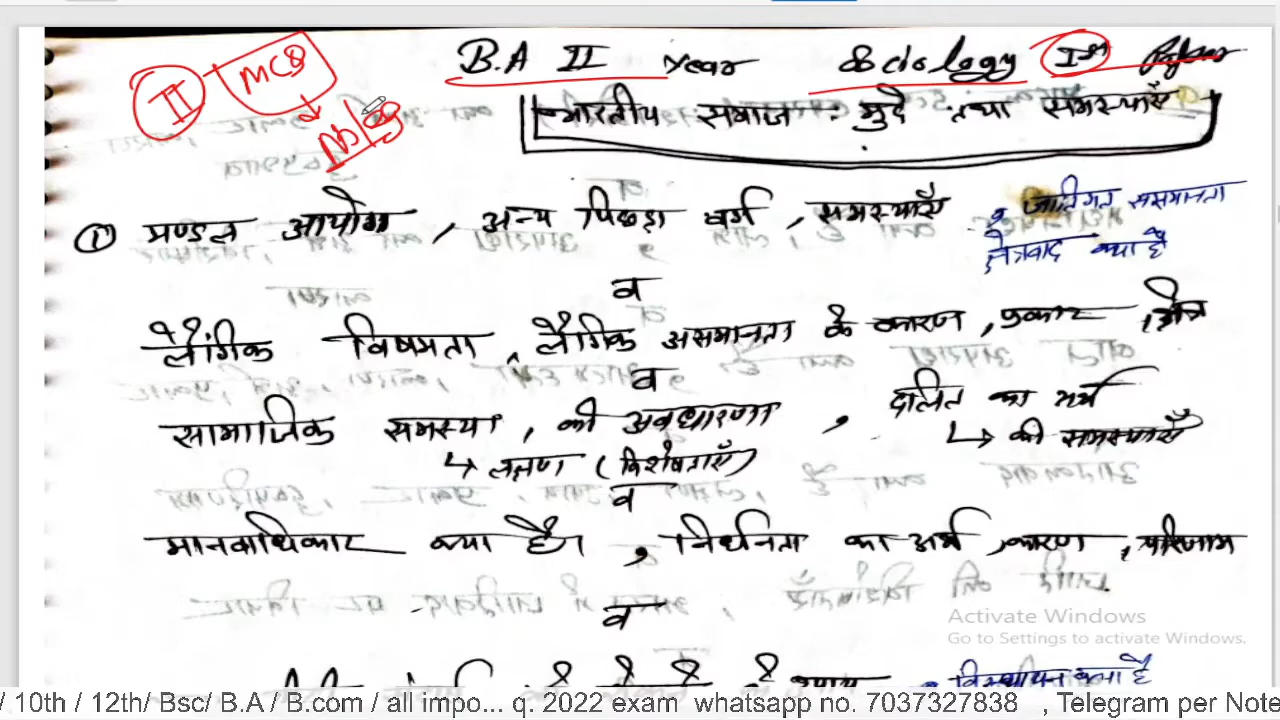 B.A II year Sociology Ist Paper
II MCQ
भारतीय समाज : मुद्दे तथा समस्याएँ
① मण्डल आयोग , अन्य पिछड़ा वर्ग , समस्याएँ
• जातिगत असमानता
क्षेत्रवाद क्या है
व
लैंगिक विषमता , लैंगिक असमानता के कारण , प्रकार , क्षेत्र
व
सामाजिक समस्या , की अवधारणा , दलित का अर्थ
↳ लक्षण (विशेषताएँ) ↳ की समस्याएँ
व
मानवाधिकार क्या है। , निर्धनता का अर्थ , कारण , परिणाम
व
• विस्थापन क्या है
Activate Windows
Go to Settings to activate Windows.
/ 10th / 12th/ Bsc/ B.A / B.com / all impo... q. 2022 exam whatsapp no. 7037327838 , Telegram per Note